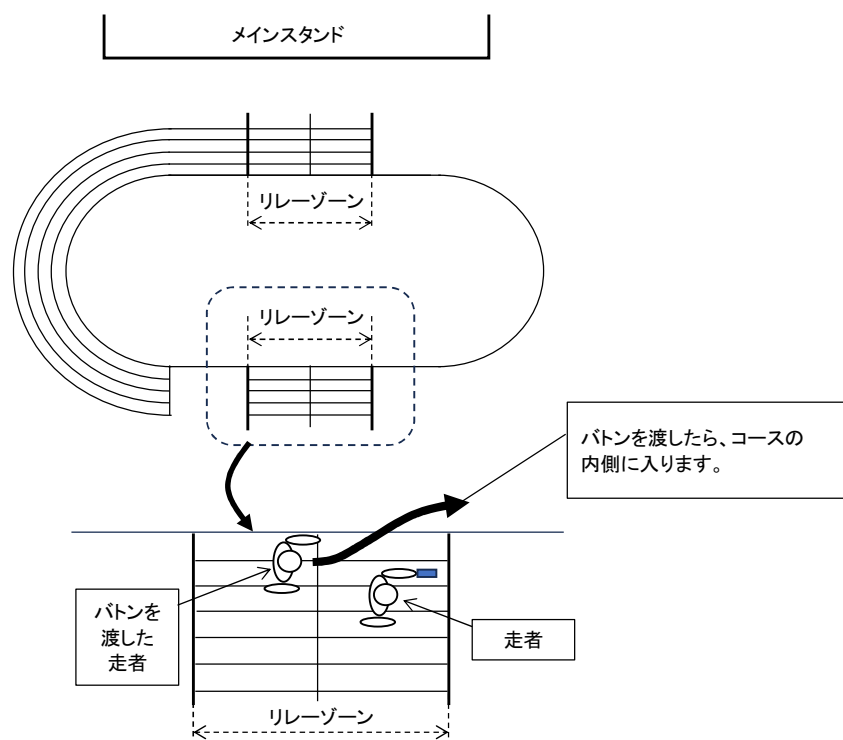 メインスタンド
リレーゾーン
リレーゾーン
バトンを渡したら、コースの
内側に入ります。
バトンを
渡した
走者
走者
リレーゾーン